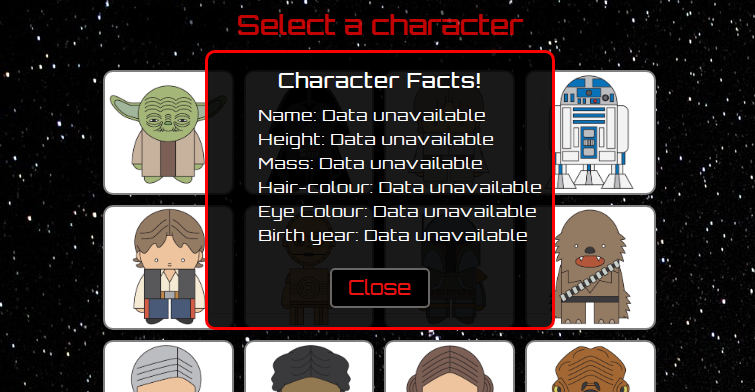 Select a character
Character Facts!
Name: Data unavailable
Height: Data unavailable
Mass: Data unavailable
Hair-colour: Data unavailable
Eye Colour: Data unavailable
Birth year: Data unavailable
Close